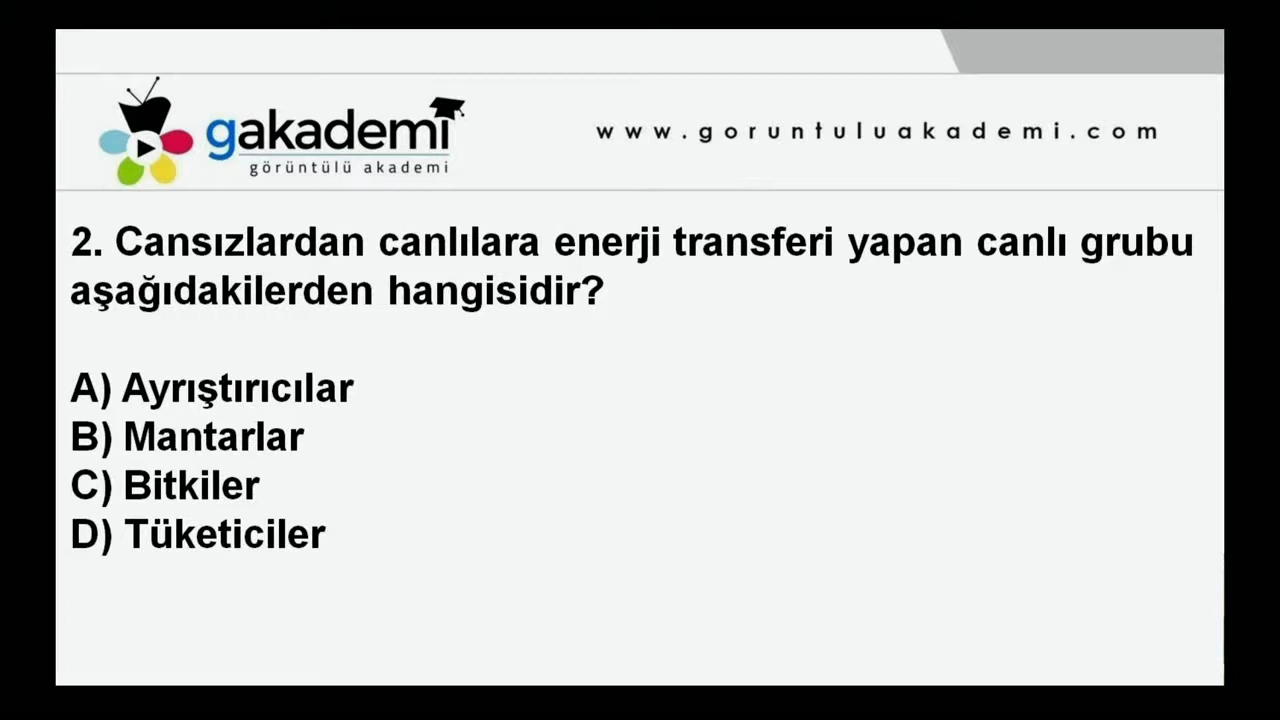 gakademi
görüntülü akademi
www.goruntuluakademi.com
2. Cansızlardan canlılara enerji transferi yapan canlı grubu
aşağıdakilerden hangisidir?
A) Ayrıştırıcılar
B) Mantarlar
C) Bitkiler
D) Tüketiciler